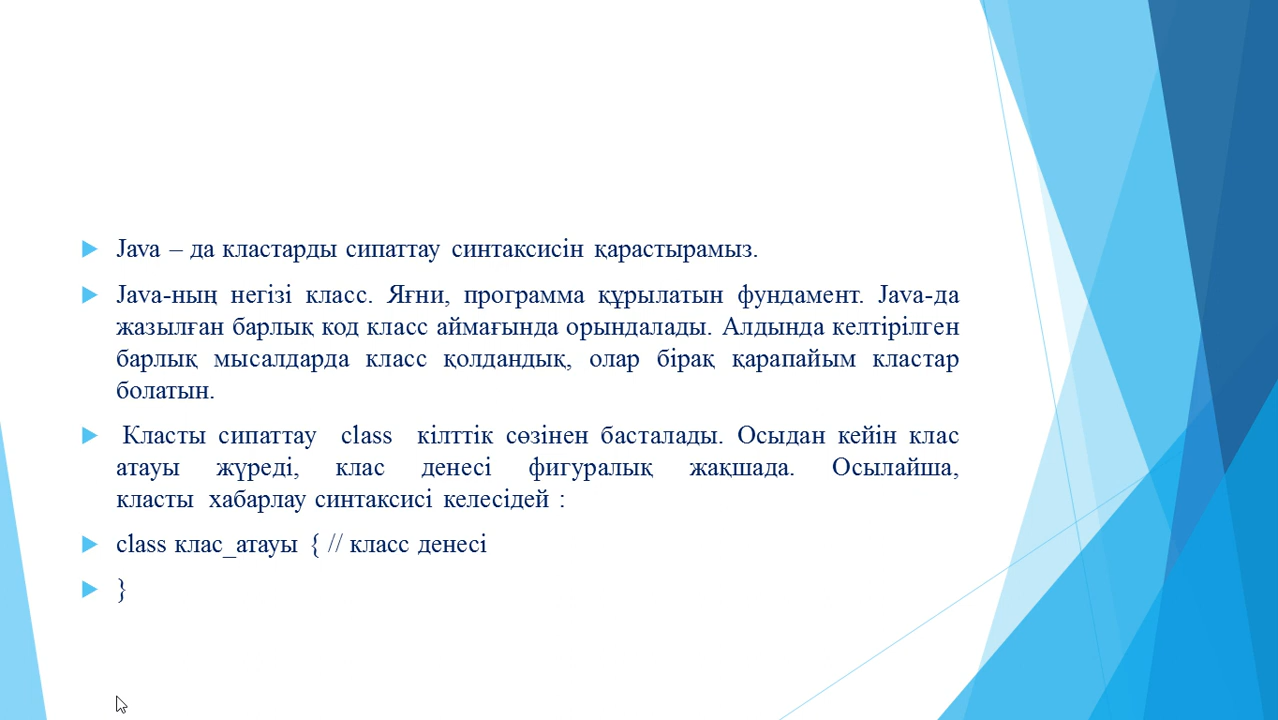 Java – да кластарды сипаттау синтаксисін қарастырамыз.
Java-ның негізі класс. Яғни, программа құрылатын фундамент. Java-да
жазылған барлық код класс аймағында орындалады. Алдында келтірілген
барлық мысалдарда класс қолдандық, олар бірақ қарапайым кластар
болатын.
Класты сипаттау class кілттік сөзінен басталады. Осыдан кейін клас
атауы жүреді, клас денесі фигуралық жақшада. Осылайша,
класты хабарлау синтаксисі келесідей :
class клас_атауы { // класс денесі
}